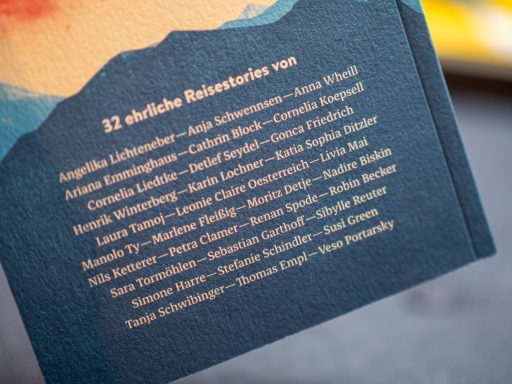 32 ehrliche Reisestories von
Angelika Lichteneber—Anja Schwennsen—Anna Wheill
Ariana Emminghaus—Cathrin Block—Cornelia Koepsell
Cornelia Liedtke—Detlef Seydel—Gonca Friedrich
Henrik Winterberg—Karin Lochner—Katia Sophia Ditzler
Laura Tamoj—Leonie Claire Oesterreich—Livia Mai
Manolo Ty—Marlene Fleißig—Moritz Detje—Nadire Biskin
Nils Ketterer—Petra Clamer—Renan Spode—Robin Becker
Sara Tormöhlen—Sebastian Garthoff—Sibylle Reuter
Simone Harre—Stefanie Schindler—Susi Green
Tanja Schwibinger—Thomas Empl—Veso Portarsky